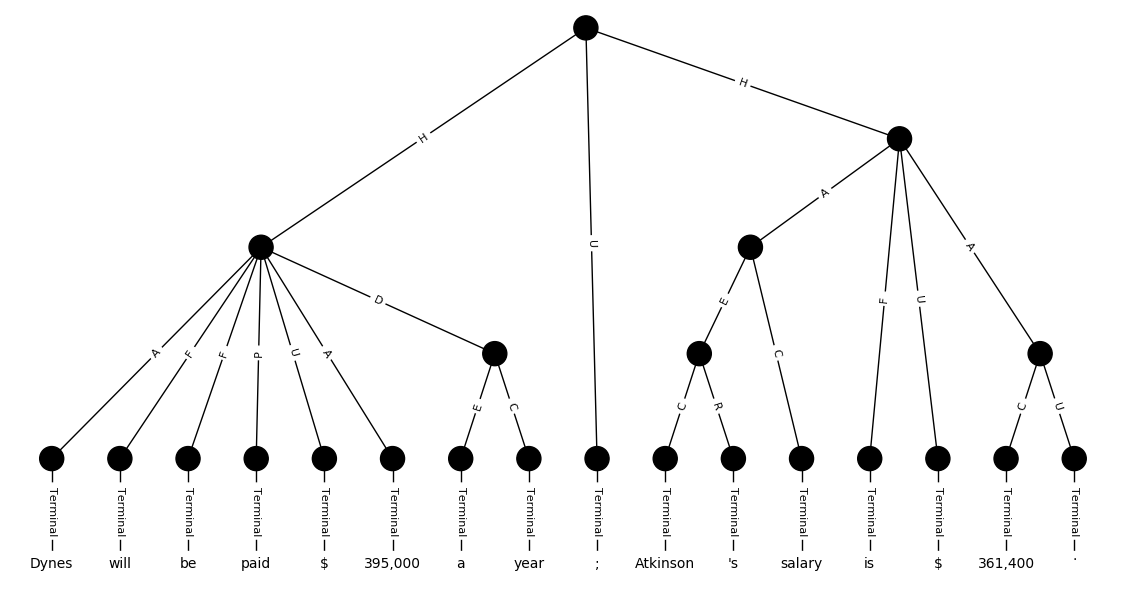 H
H
A
U
A
F
U
A
D
E
A
F
F
P
U
A
C
E
C
C
R
C
U
Terminal Terminal Terminal Terminal Terminal Terminal Terminal Terminal Terminal Terminal Terminal Terminal Terminal Terminal Terminal Terminal
Dynes will be paid $ 395,000 a year ; Atkinson 's salary is $ 361,400 .